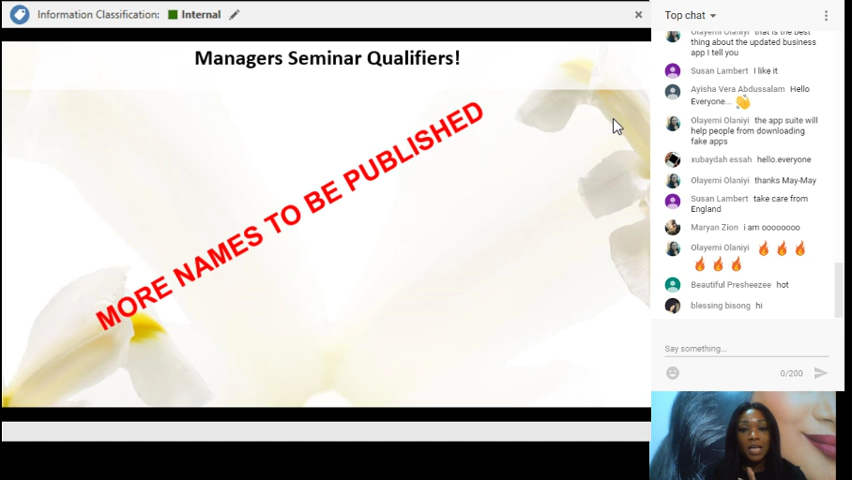 Information Classification: Internal
Managers Seminar Qualifiers!
MORE NAMES TO BE PUBLISHED
Top chat
Olayemi Olaniyi that is the best
thing about the updated business
app I tell you
Susan Lambert I like it
Ayisha Vera Abdussalam Hello
Everyone...
Olayemi Olaniyi the app suite will
help people from downloading
fake apps
xubaydah essah hello.everyone
Olayemi Olaniyi thanks May-May
Susan Lambert take care from
England
Maryan Zion i am oooooooo
Olayemi Olaniyi 🔥 🔥 🔥
🔥 🔥 🔥
Beautiful Presheezee hot
blessing bisong hi
Say something...
0/200